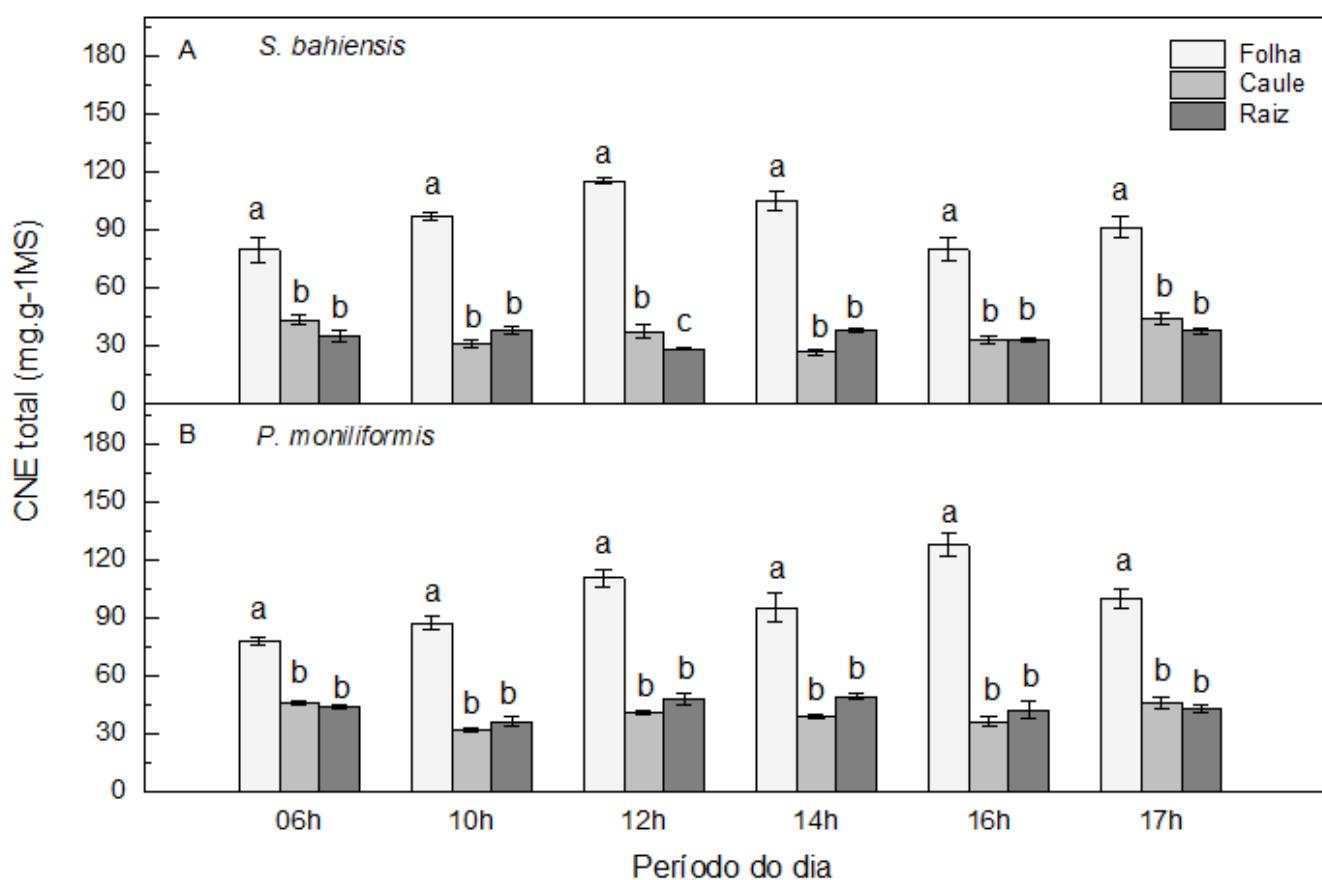 A S. bahiensis
Folha
Caule
Raiz
180
150
120
90
60
30
0
a b b
a b b
a b c
a b b
a b b
a b b
B P. moniliformis
180
150
120
90
60
30
0
a b b
a b b
a b b
a b b
a b b
a b b
06h 10h 12h 14h 16h 17h
Período do dia
CNE total (mg.g-1MS)